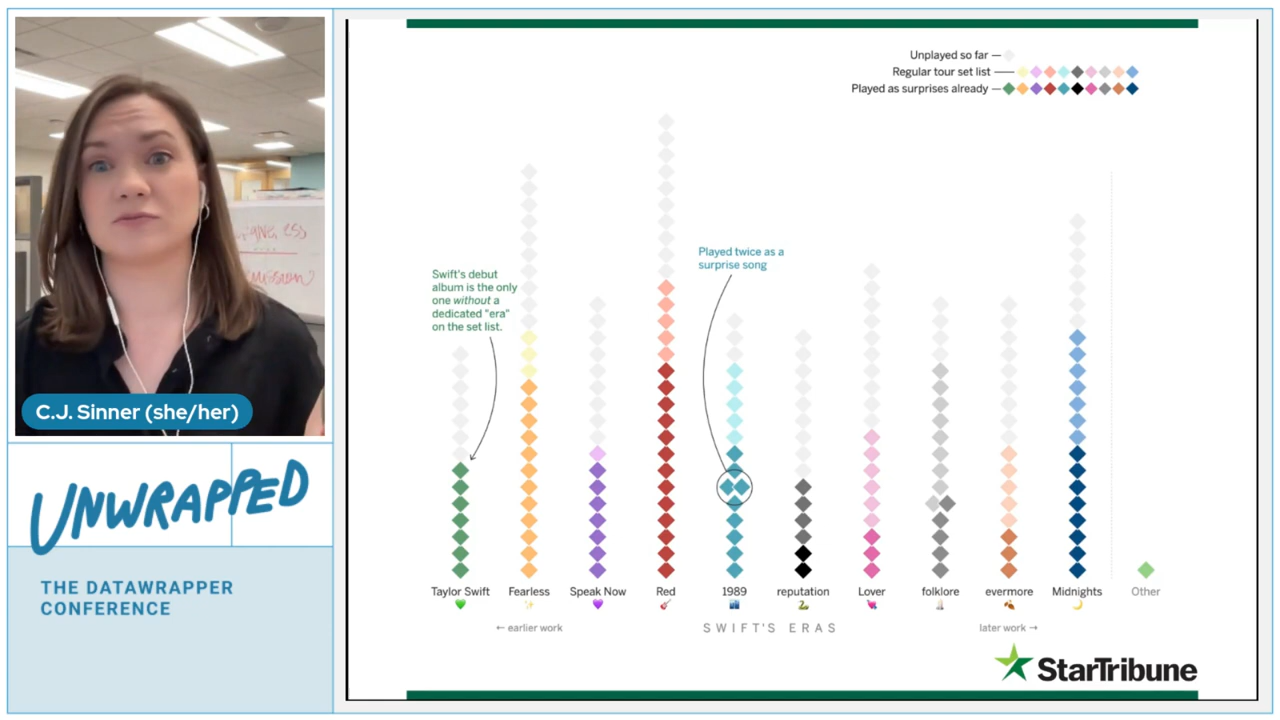 C.J. Sinner (she/her)
UNWRAPPED
THE DATAWRAPPER
CONFERENCE
Unplayed so far
Regular tour set list
Played as surprises already
Swift's debut
album is the only
one without a
dedicated "era"
on the set list.
Played twice as a
surprise song
Taylor Swift
Fearless
Speak Now
Red
1989
reputation
Lover
folklore
evermore
Midnights
Other
← earlier work
SWIFT'S ERAS
later work →
StarTribune